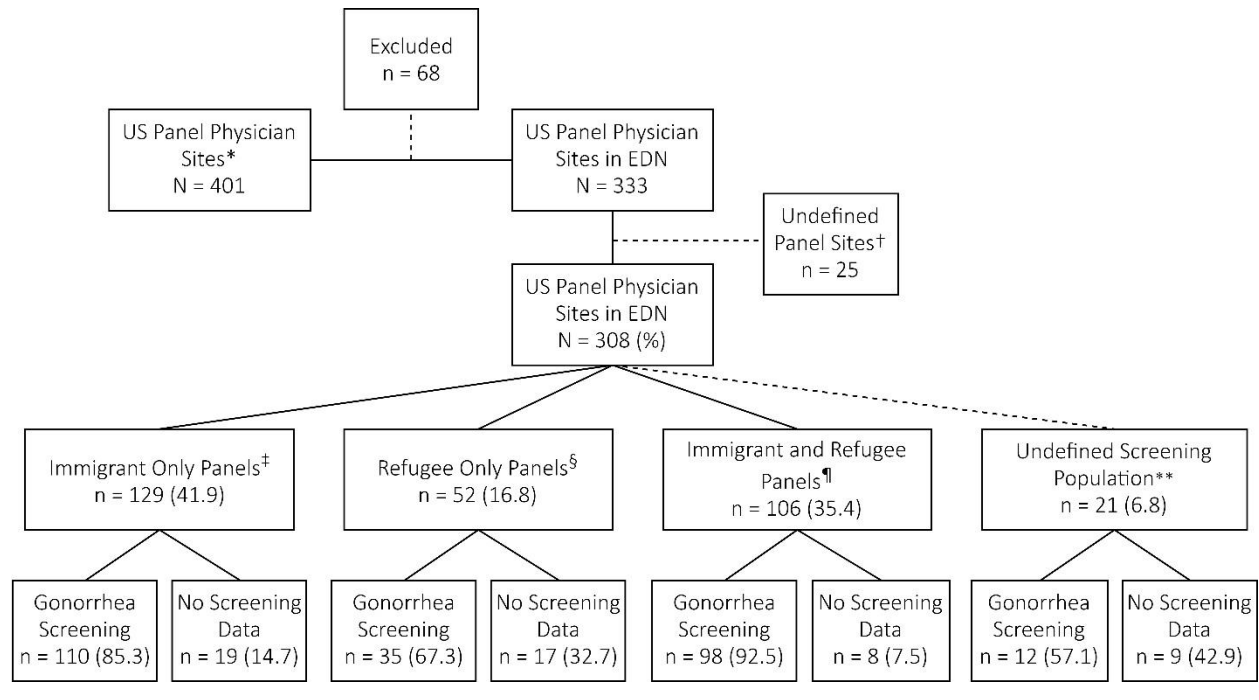 Excluded
n = 68
US Panel Physician
Sites*
N = 401
US Panel Physician
Sites in EDN
N = 333
Undefined
Panel Sites†
n = 25
US Panel Physician
Sites in EDN
N = 308 (%)
Immigrant Only Panels‡
n = 129 (41.9)
Refugee Only Panels§
n = 52 (16.8)
Immigrant and Refugee
Panels¶
n = 106 (35.4)
Undefined Screening
Population**
n = 21 (6.8)
Gonorrhea
Screening
n = 110 (85.3)
No Screening
Data
n = 19 (14.7)
Gonorrhea
Screening
n = 35 (67.3)
No Screening
Data
n = 17 (32.7)
Gonorrhea
Screening
n = 98 (92.5)
No Screening
Data
n = 8 (7.5)
Gonorrhea
Screening
n = 12 (57.1)
No Screening
Data
n = 9 (42.9)